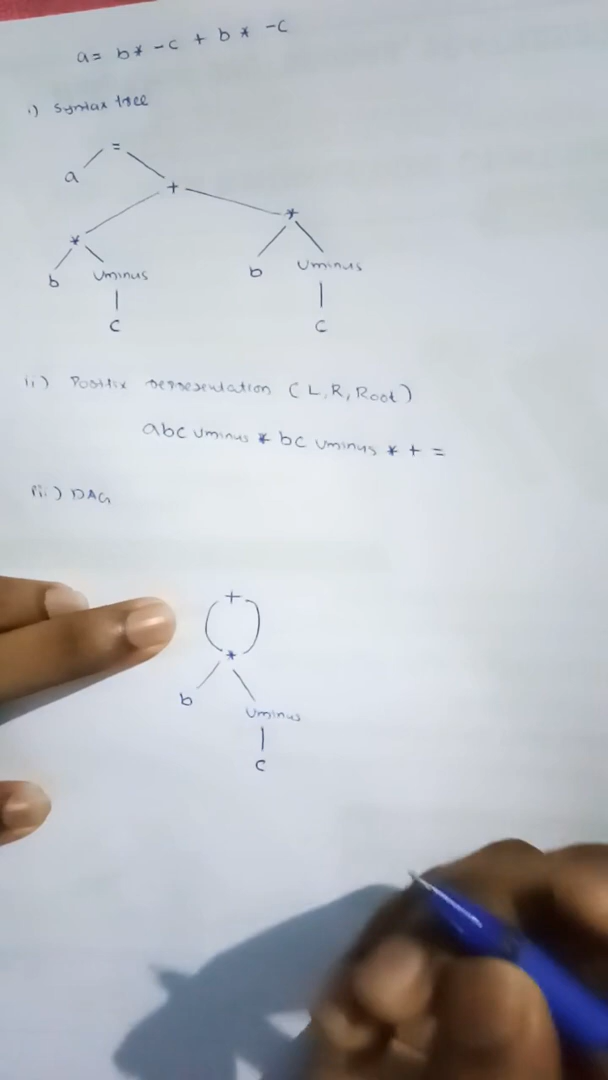 a = b * - c + b * - c
i) Syntax tree
=
a
+
*
*
b
Uminus
b
Uminus
c
c
ii) Postfix representation (L, R, Root)
abc uminus * bc uminus * + =
iii) DAG
+
*
b
Uminus
c